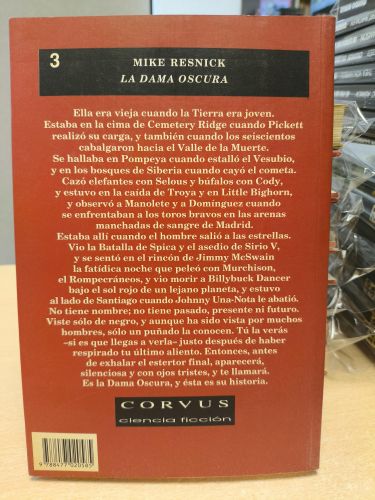 3
MIKE RESNICK
LA DAMA OSCURA
Ella era vieja cuando la Tierra era joven.
Estaba en la cima de Cemetery Ridge cuando Pickett
realizó su carga, y también cuando los seiscientos
cabalgaron hacia el Valle de la Muerte.
Se hallaba en Pompeya cuando estalló el Vesubio,
y en los bosques de Siberia cuando cayó el cometa.
Cazó elefantes con Selous y búfalos con Cody,
y estuvo en la caída de Troya y en Little Bighorn,
y observó a Manolete y a Domínguez cuando
se enfrentaban a los toros bravos en las arenas
manchadas de sangre de Madrid.
Estaba allí cuando el hombre salió a las estrellas.
Vio la Batalla de Spica y el asedio de Sirio V,
y se sentó en el rincón de Jimmy McSwain
la fatídica noche que peleó con Murchison,
el Rompecráneos, y vio morir a Billybuck Dancer
bajo el sol rojo de un lejano planeta, y estuvo
al lado de Santiago cuando Johnny Una-Nota le abatió.
No tiene nombre; no tiene pasado, presente ni futuro.
Viste sólo de negro, y aunque ha sido vista por muchos
hombres, sólo un puñado la conocen. Tú la verás
–si es que llegas a verla– justo después de haber
respirado tu último aliento. Entonces, antes
de exhalar el estertor final, aparecerá,
silenciosa y con ojos tristes, y te llamará.
Es la Dama Oscura, y ésta es su historia.
CORVUS
ciencia ficción
9 788477 020585